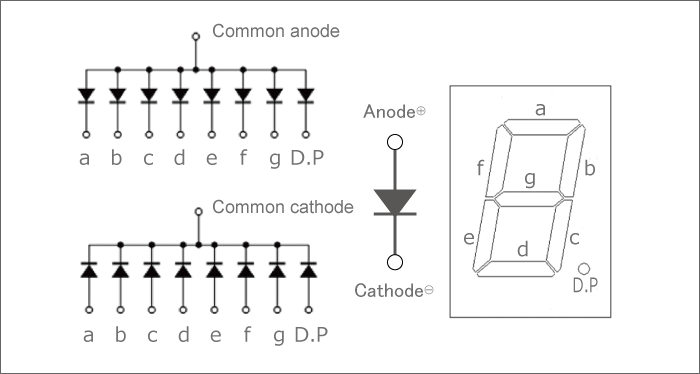 Common anode
a b c d e f g D.P
Common cathode
a b c d e f g D.P
Anode⊕
Cathode⊖
a
f
b
g
e
d
c
D.P